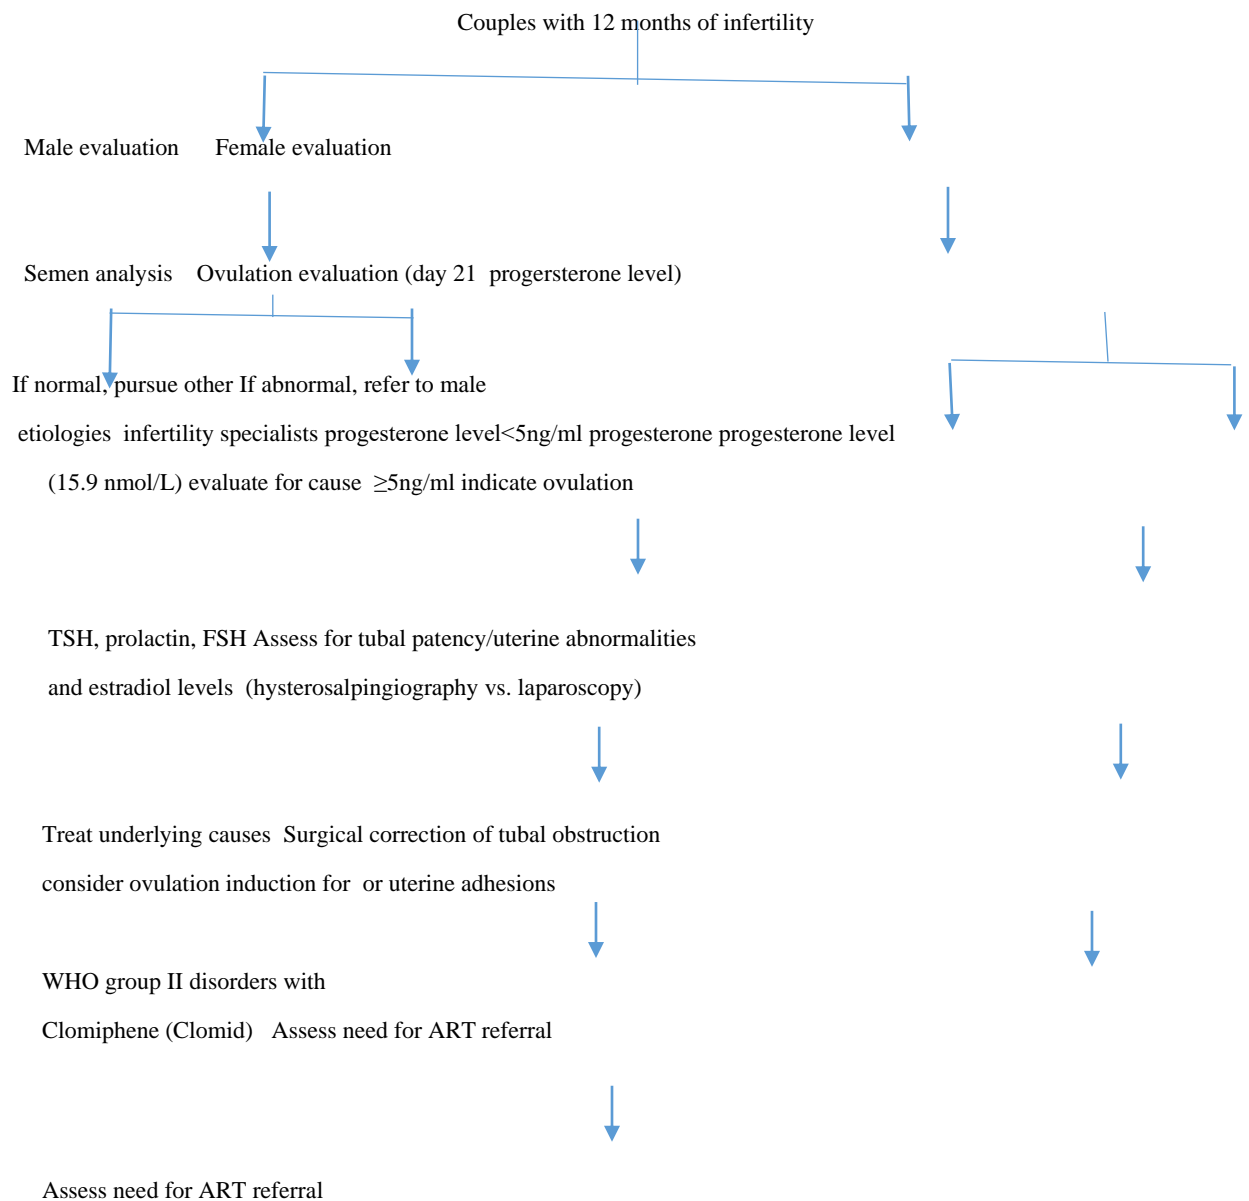 Couples with 12 months of infertility
Male evaluation Female evaluation
Semen analysis Ovulation evaluation (day 21 progersterone level)
If normal, pursue other If abnormal, refer to male
etiologies infertility specialists progesterone level<5ng/ml progesterone progesterone level
(15.9 nmol/L) evaluate for cause ≥5ng/ml indicate ovulation
TSH, prolactin, FSH Assess for tubal patency/uterine abnormalities
and estradiol levels (hysterosalpingiography vs. laparoscopy)
Treat underlying causes Surgical correction of tubal obstruction
consider ovulation induction for or uterine adhesions
WHO group II disorders with
Clomiphene (Clomid) Assess need for ART referral
Assess need for ART referral